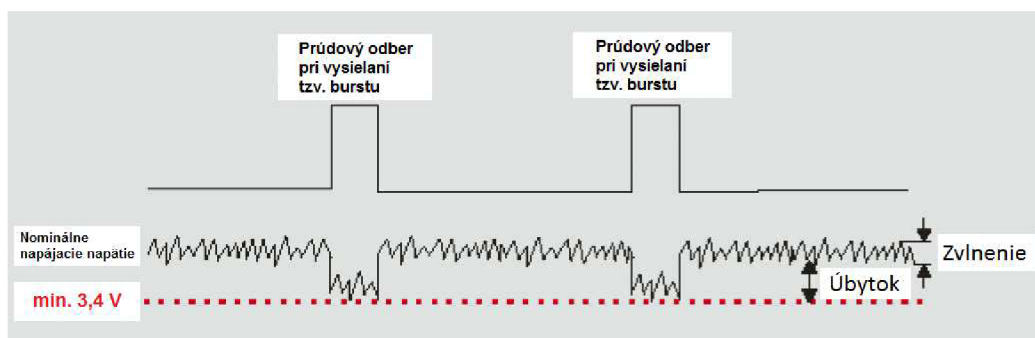 Prúdový odber
pri vysielaní
tzv. burstu
Prúdový odber
pri vysielaní
tzv. burstu
Nominálne
napájacie napätie
Zvlnenie
Úbytok
min. 3,4 V